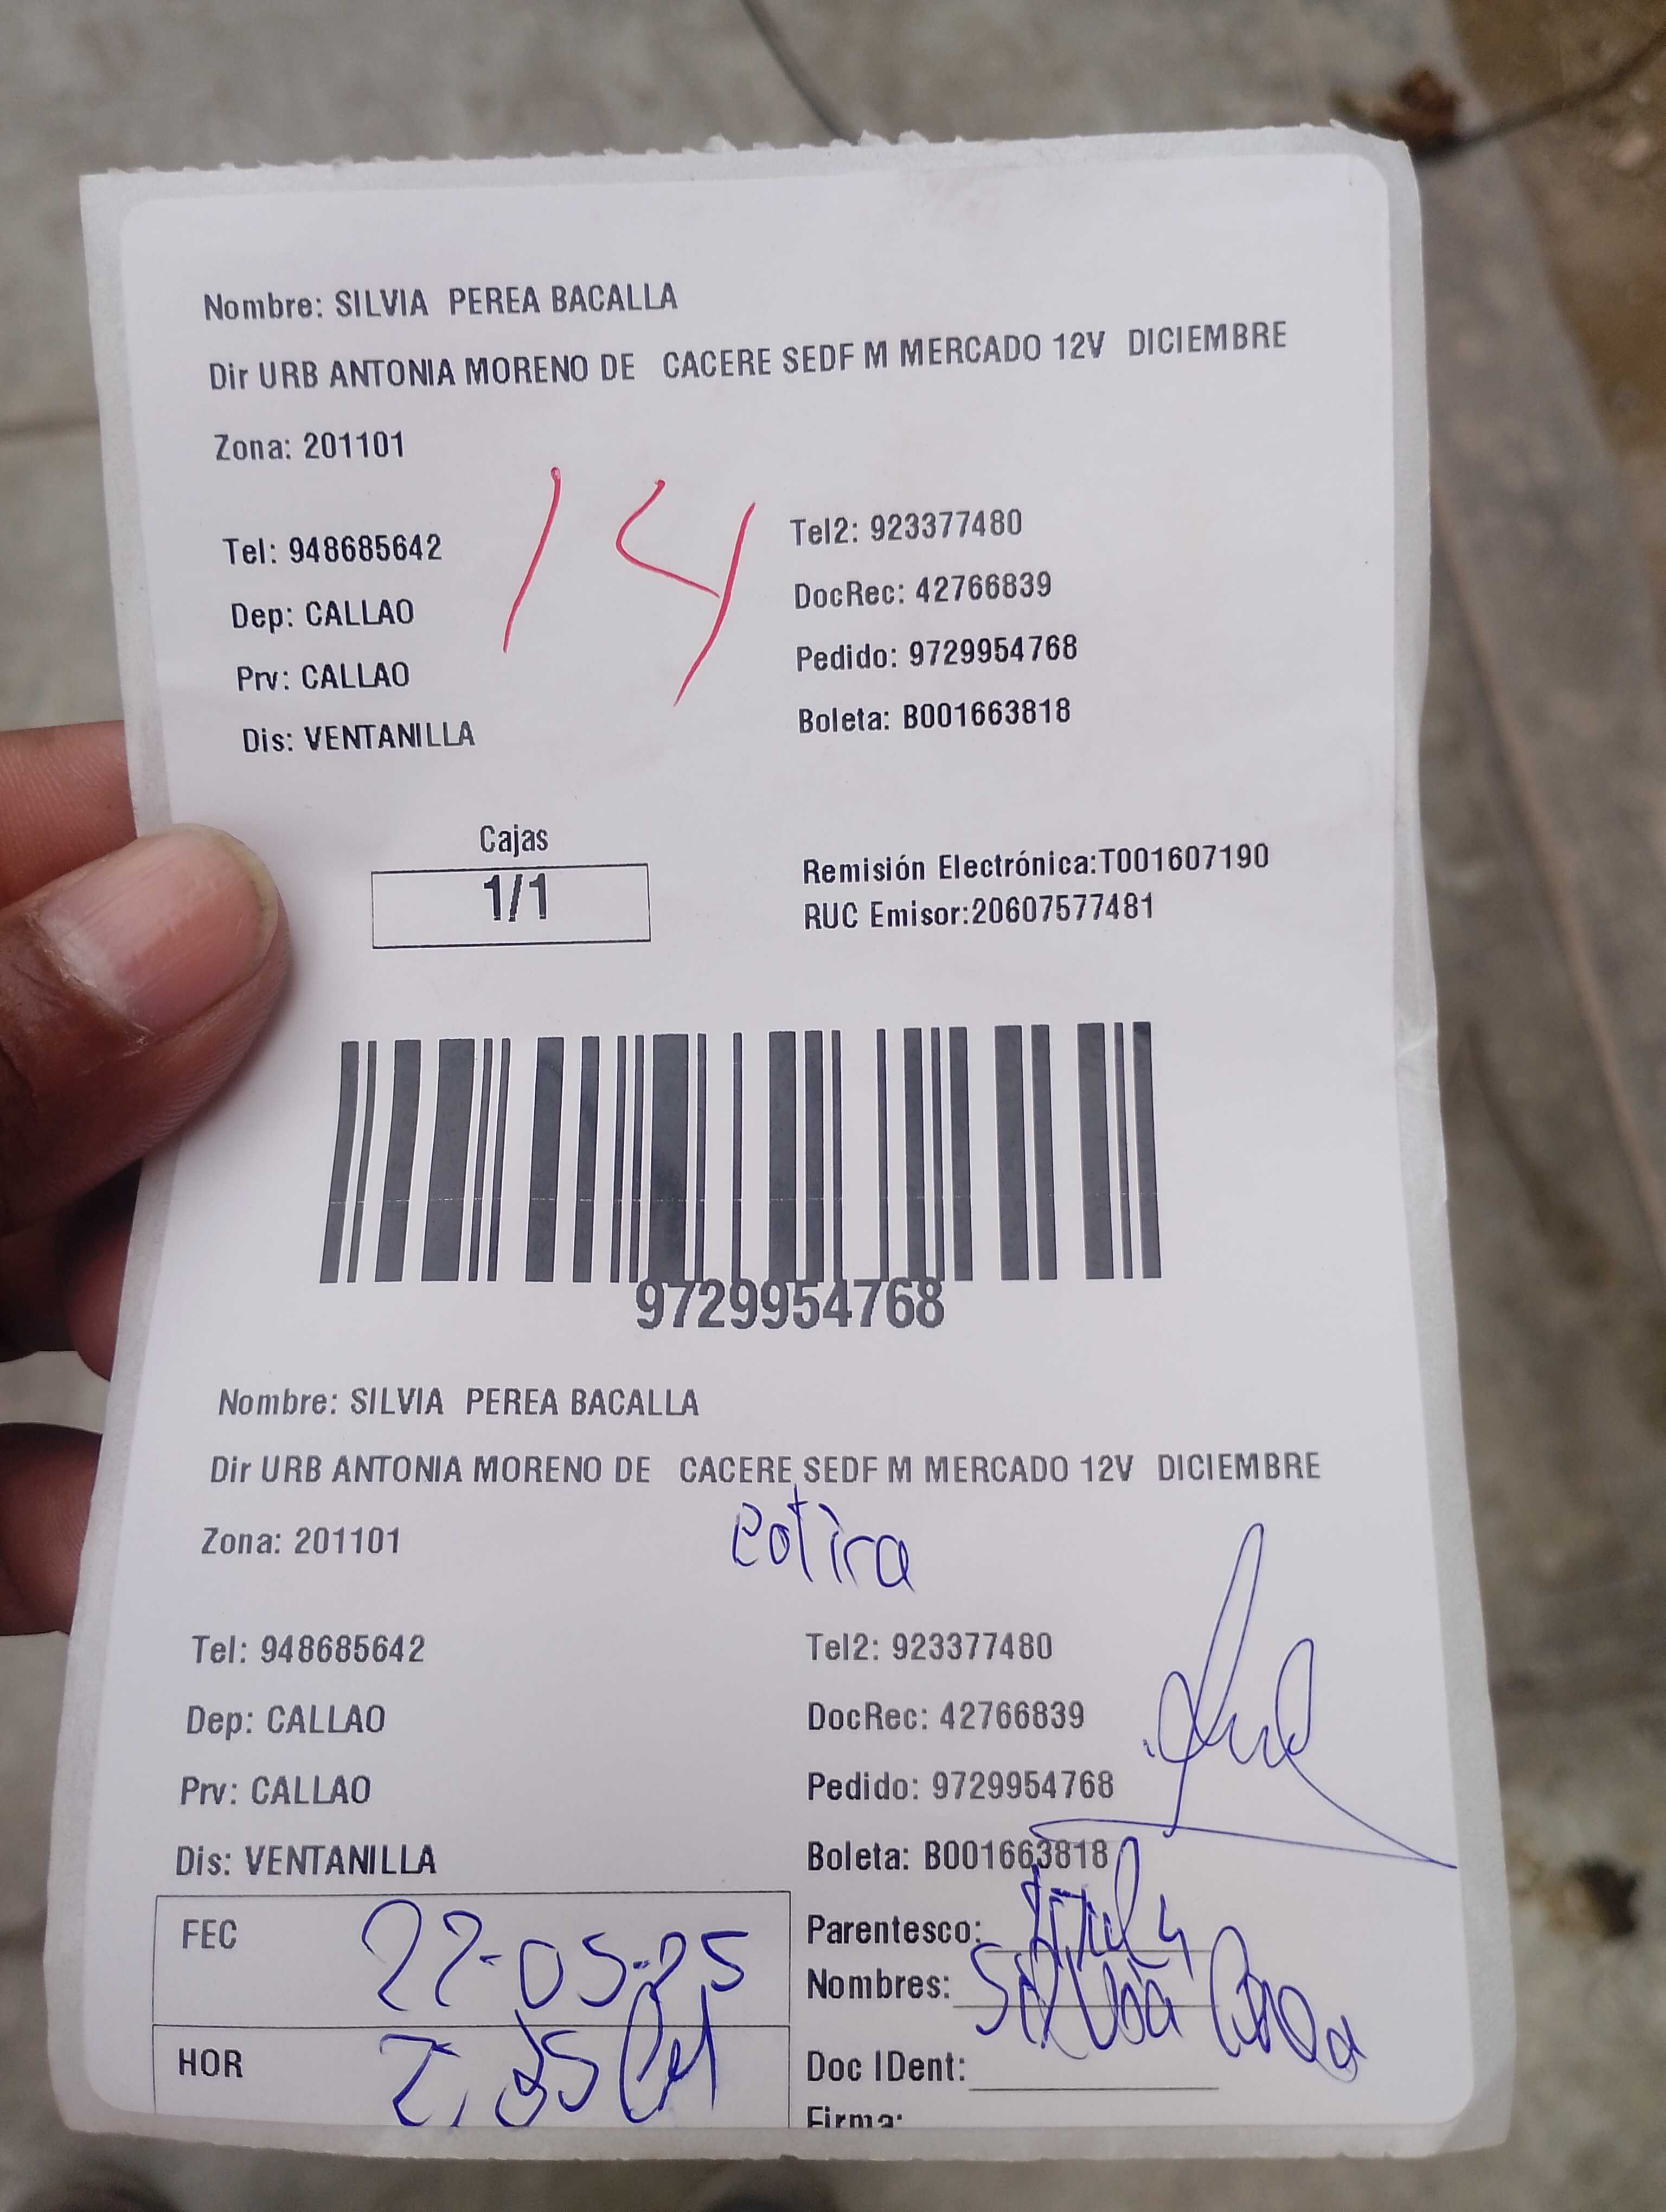 Nombre: SILVIA PEREA BACALLA
Dir URB ANTONIA MORENO DE CACERE SEDF M MERCADO 12V DICIEMBRE
Zona: 201101
14
Tel: 948685642 Tel2: 923377480
Dep: CALLAO DocRec: 42766839
Prv: CALLAO Pedido: 9729954768
Dis: VENTANILLA Boleta: B001663818
Cajas
1/1
Remisión Electrónica:T001607190
RUC Emisor:20607577481
9729954768
Nombre: SILVIA PEREA BACALLA
Dir URB ANTONIA MORENO DE CACERE SEDF M MERCADO 12V DICIEMBRE
Zona: 201101
Tel: 948685642 Tel2: 923377480
Dep: CALLAO DocRec: 42766839
Prv: CALLAO Pedido: 9729954768
Dis: VENTANILLA Boleta: B001663818
FEC 22-05-25
Parentesco:
Nombres: Silvia
HOR
Doc IDent:
Firma: